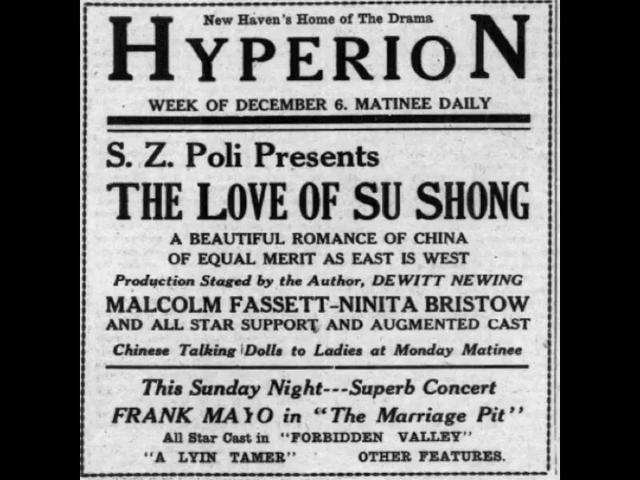 New Haven's Home of The Drama
HYPERION
WEEK OF DECEMBER 6. MATINEE DAILY
S. Z. Poli Presents
THE LOVE OF SU SHONG
A BEAUTIFUL ROMANCE OF CHINA
OF EQUAL MERIT AS EAST IS WEST
Production Staged by the Author, DEWITT NEWING
MALCOLM FASSETT-NINITA BRISTOW
AND ALL STAR SUPPORT AND AUGMENTED CAST
Chinese Talking Dolls to Ladies at Monday Matinee
This Sunday Night---Superb Concert
FRANK MAYO in "The Marriage Pit"
All Star Cast in "FORBIDDEN VALLEY"
"A LYIN TAMER" OTHER FEATURES.